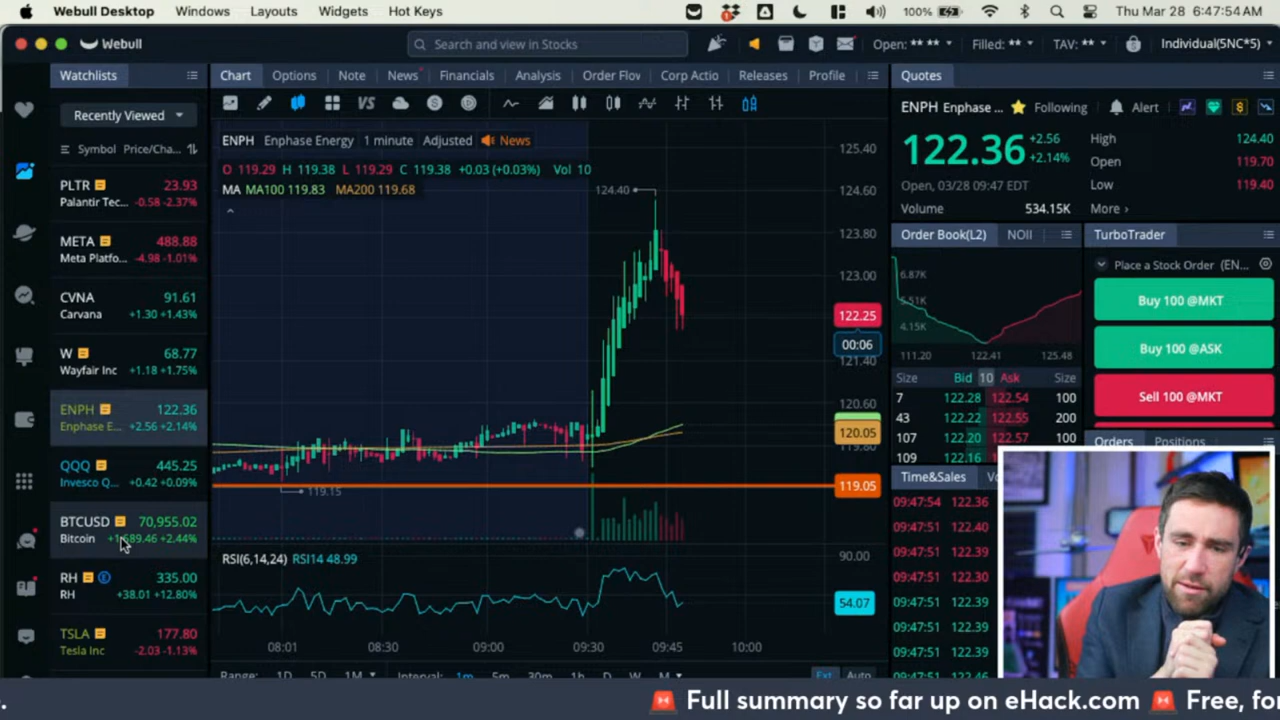 Webull Desktop Windows Layouts Widgets Hot Keys 100% Thu Mar 28 6:47:54 AM
Webull Search and view in Stocks Open: ** ** Filled: ** TAV: ** Individual(5NC*5)
Watchlists
Recently Viewed
Symbol Price/Cha...
PLTR 23.93
Palantir Tec... -0.58 -2.37%
META 488.88
Meta Platfo... -4.98 -1.01%
CVNA 91.61
Carvana +1.30 +1.43%
W 68.77
Wayfair Inc +1.18 +1.75%
ENPH 122.36
Enphase E... +2.56 +2.14%
QQQ 445.25
Invesco Q... +0.42 +0.09%
BTCUSD 70,955.02
Bitcoin +1,689.46 +2.44%
RH 335.00
RH +38.01 +12.80%
TSLA 177.80
Tesla Inc -2.03 -1.13%
Chart Options Note News Financials Analysis Order Flov Corp Actio Releases Profile
VS
ENPH Enphase Energy 1 minute Adjusted News
O 119.29 H 119.38 L 119.29 C 119.38 +0.03 (+0.03%) Vol 10
MA MA100 119.83 MA200 119.68
124.40
119.15
125.40
124.60
123.80
123.00
122.25
00:06
121.40
120.60
120.05
119.05
RSI(6,14,24) RSI14 48.99
90.00
54.07
08:01 08:30 09:00 09:30 09:45 10:00
Range: 1D 5D 1M Interval: 1m 5m 30m 1h D W M Ext Auto
Quotes
ENPH Enphase ... Following Alert
122.36 +2.56
+2.14%
Open, 03/28 09:47 EDT
Volume 534.15K
High 124.40
Open 119.70
Low 119.40
More ›
Order Book(L2) NOII
6.87K
5.51K
4.15K
111.20 122.41 125.48
Size Bid 10 Ask Size
7 122.28 122.54 100
43 122.22 122.55 200
107 122.20 122.57 100
109 122.16
Time&Sales
09:47:54 122.36
09:47:51 122.40
09:47:51 122.30
09:47:51 122.30
09:47:51 122.39
09:47:51 122.39
09:47:51 122.39
TurboTrader
Place a Stock Order (EN...
Buy 100 @MKT
Buy 100 @ASK
Sell 100 @MKT
Orders Positions
Full summary so far up on eHack.com Free, fo